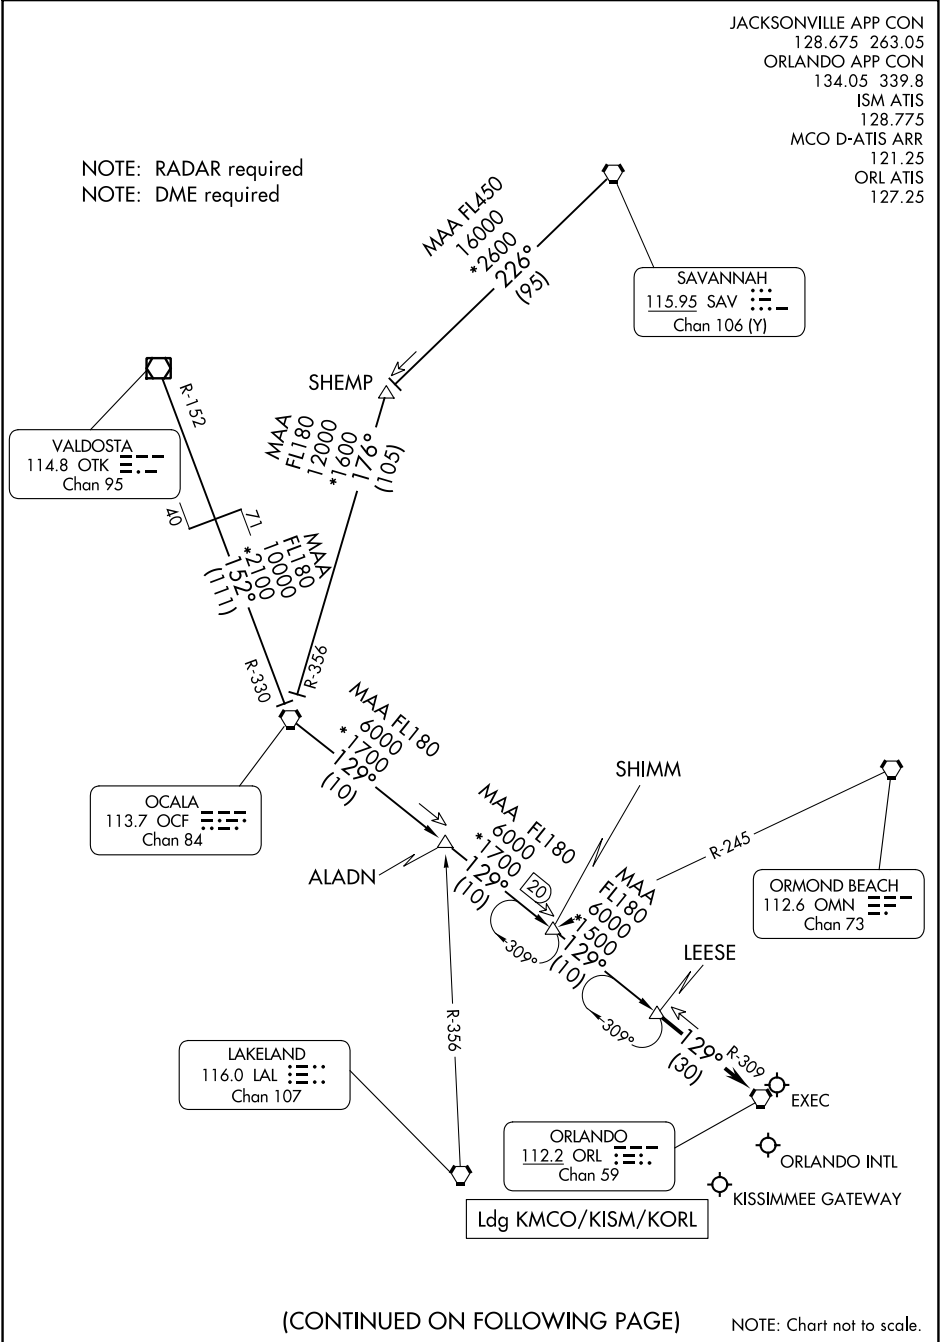 JACKSONVILLE APP CON
128.675 263.05
ORLANDO APP CON
134.05 339.8
ISM ATIS
128.775
MCO D-ATIS ARR
121.25
ORL ATIS
127.25
NOTE: RADAR required
NOTE: DME required
MAA FL450
16000
*2600
226°
(95)
SAVANNAH
115.95 SAV
Chan 106 (Y)
SHEMP
R-152
MAA
FL180
12000
*1600
176°
(105)
VALDOSTA
114.8 OTK
Chan 95
40
71
MAA
FL180
10000
*2100
152°
(111)
R-330
R-356
MAA FL180
6000
*1700
129°
(10)
OCALA
113.7 OCF
Chan 84
ALADN
SHIMM
MAA FL180
6000
*1700
129°
(10)
20
309°
R-245
MAA
FL180
6000
*1500
129°
(10)
309°
ORMOND BEACH
112.6 OMN
Chan 73
LEESE
R-356
129°
(30)
R-309
LAKELAND
116.0 LAL
Chan 107
EXEC
ORLANDO
112.2 ORL
Chan 59
ORLANDO INTL
KISSIMMEE GATEWAY
Ldg KMCO/KISM/KORL
(CONTINUED ON FOLLOWING PAGE)
NOTE: Chart not to scale.